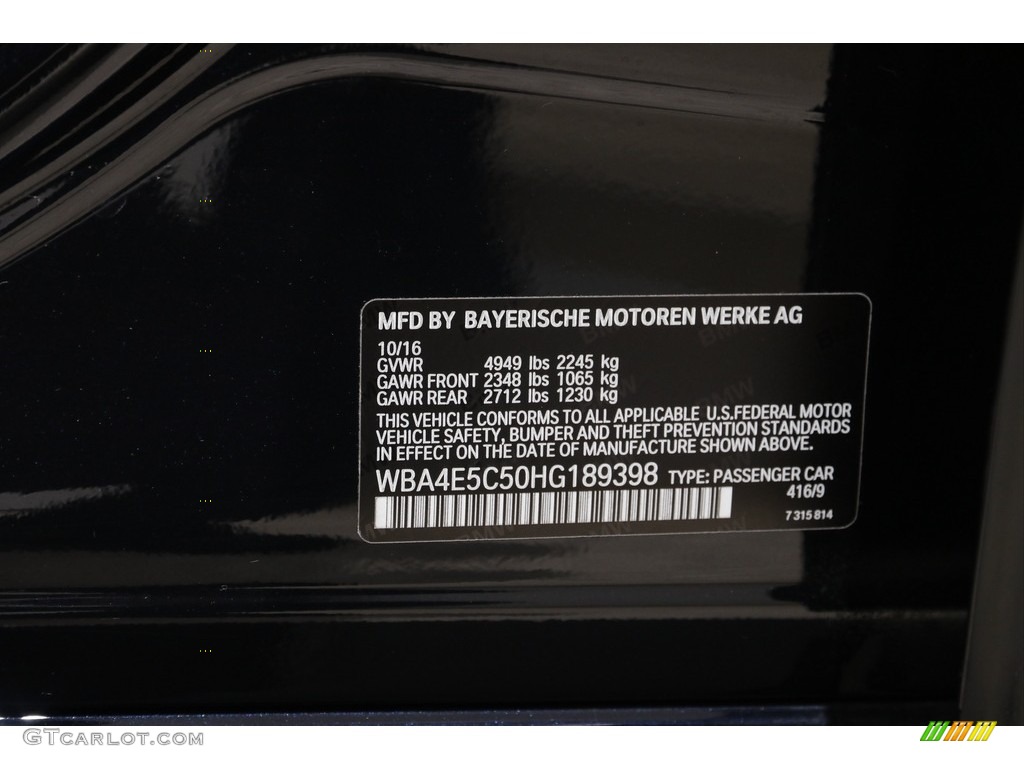 MFD BY BAYERISCHE MOTOREN WERKE AG
10/16
GVWR 4949 lbs 2245 kg
GAWR FRONT 2348 lbs 1065 kg
GAWR REAR 2712 lbs 1230 kg
THIS VEHICLE CONFORMS TO ALL APPLICABLE U.S.FEDERAL MOTOR
VEHICLE SAFETY, BUMPER AND THEFT PREVENTION STANDARDS
IN EFFECT ON THE DATE OF MANUFACTURE SHOWN ABOVE.
WBA4E5C50HG189398 TYPE: PASSENGER CAR
416/9
7 315 814
GTCarLot.com